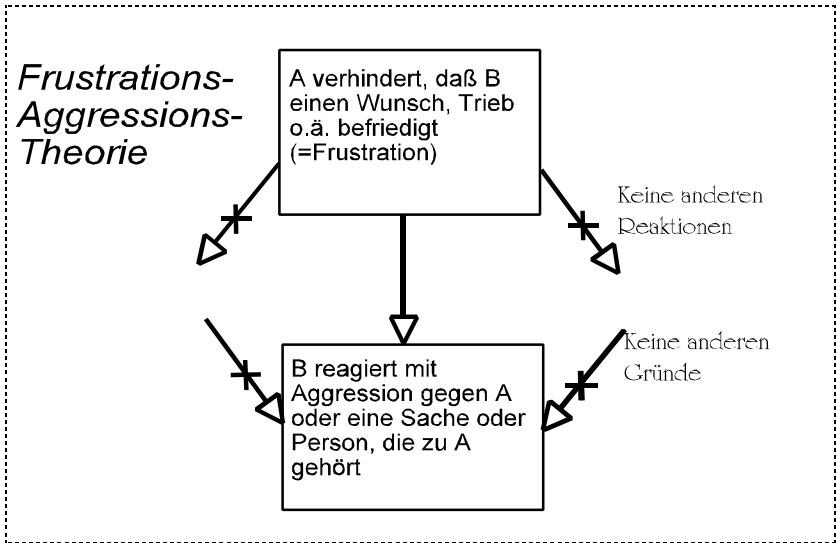 Frustrations-
Aggressions-
Theorie
A verhindert, daß B
einen Wunsch, Trieb
o.ä. befriedigt
(=Frustration)
Keine anderen
Reaktionen
Keine anderen
Gründe
B reagiert mit
Aggression gegen A
oder eine Sache oder
Person, die zu A
gehört